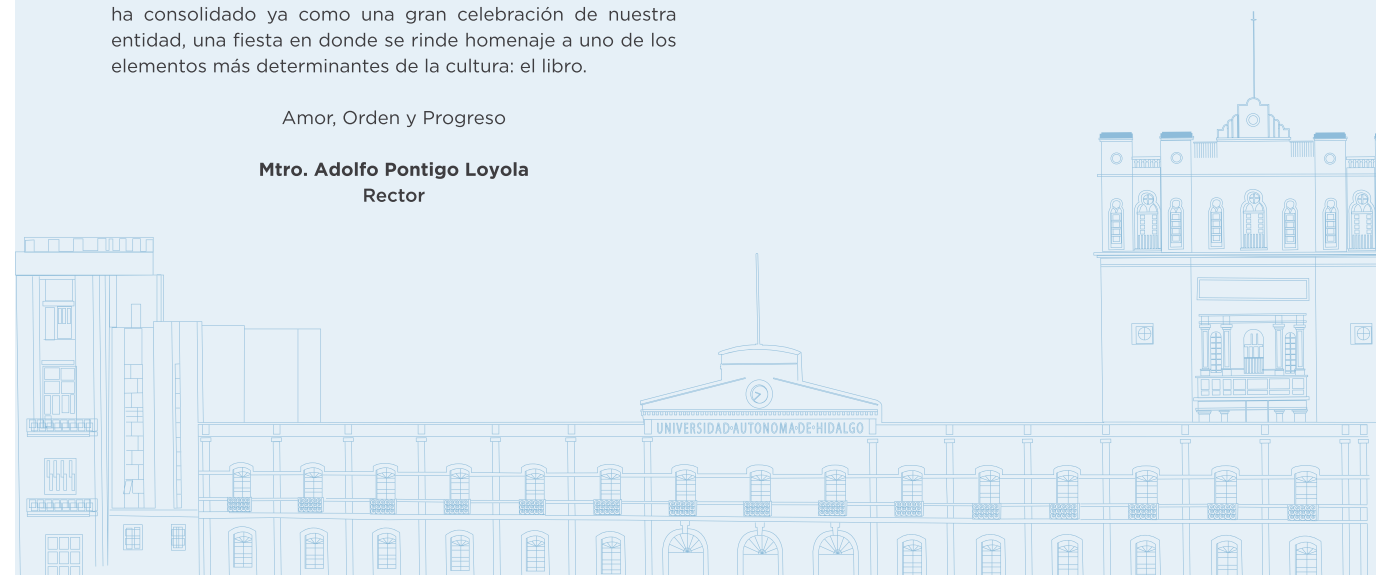 ha consolidado ya como una gran celebración de nuestra
entidad, una fiesta en donde se rinde homenaje a uno de los
elementos más determinantes de la cultura: el libro.
Amor, Orden y Progreso
Mtro. Adolfo Pontigo Loyola
Rector
UNIVERSIDAD AUTONOMA DE HIDALGO